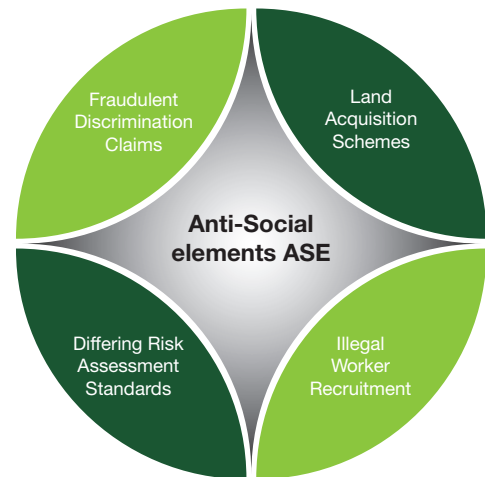 Fraudulent
Discrimination
Claims
Land
Acquisition
Schemes
Anti-Social
elements ASE
Differing Risk
Assessment
Standards
Illegal
Worker
Recruitment